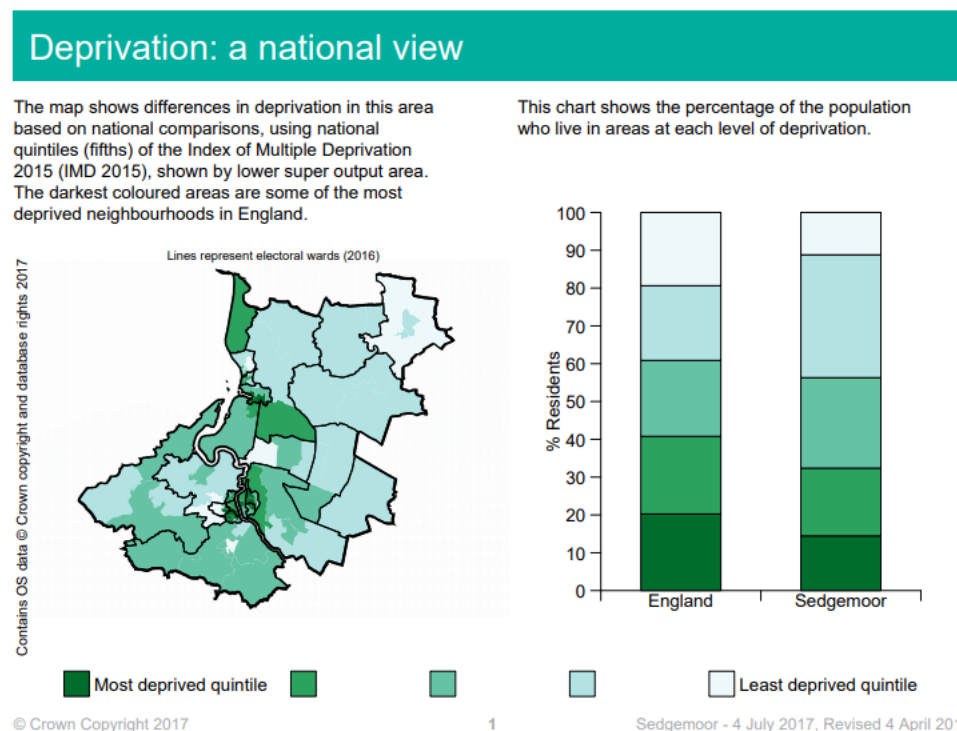 Deprivation: a national view
The map shows differences in deprivation in this area
based on national comparisons, using national
quintiles (fifths) of the Index of Multiple Deprivation
2015 (IMD 2015), shown by lower super output area.
The darkest coloured areas are some of the most
deprived neighbourhoods in England.
This chart shows the percentage of the population
who live in areas at each level of deprivation.
Lines represent electoral wards (2016)
Contains OS data © Crown copyright and database rights 2017
% Residents
100
90
80
70
60
50
40
30
20
10
0
England
Sedgemoor
Most deprived quintile
Least deprived quintile
© Crown Copyright 2017
1
Sedgemoor - 4 July 2017, Revised 4 April 201